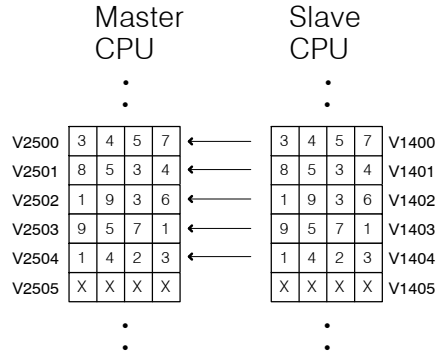 Master CPU Slave CPU
V2500 3 4 5 7 3 4 5 7 V1400
V2501 8 5 3 4 8 5 3 4 V1401
V2502 1 9 3 6 1 9 3 6 V1402
V2503 9 5 7 1 9 5 7 1 V1403
V2504 1 4 2 3 1 4 2 3 V1404
V2505 X X X X X X X X V1405